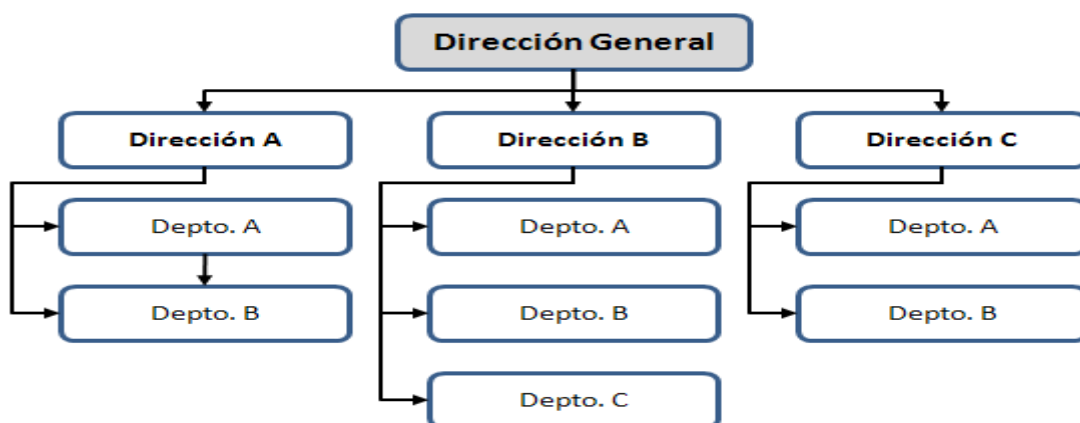 Dirección General
Dirección A
Dirección B
Dirección C
Depto. A
Depto. A
Depto. A
Depto. B
Depto. B
Depto. B
Depto. C